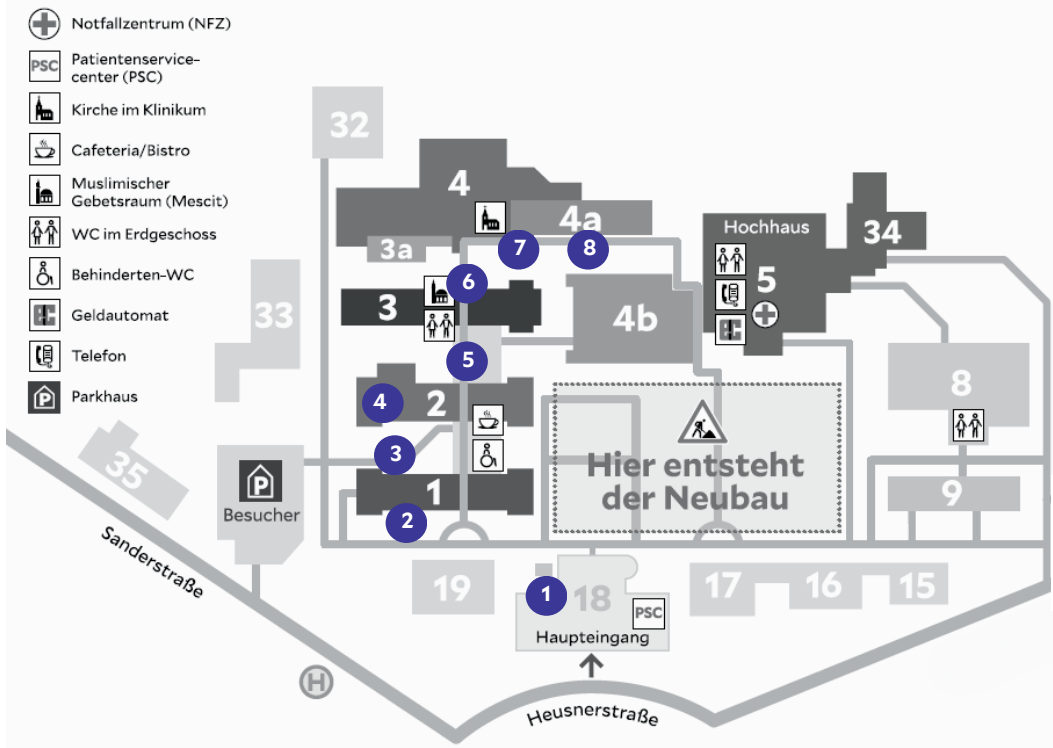 Notfallzentrum (NFZ)
PSC
Patientenservice-
center (PSC)
Kirche im Klinikum
Cafeteria/Bistro
Muslimischer
Gebetsraum (Mescit)
WC im Erdgeschoss
Behinderten-WC
EC
Geldautomat
Telefon
P
Parkhaus
32
4
4a
7
8
3a
Hochhaus
34
5
6
3
33
4b
5
8
4
2
3
Hier entsteht
der Neubau
35
P
Besucher
1
2
9
EC
Sanderstraße
19
1
18
PSC
Haupteingang
17
16
15
H
Heusnerstraße